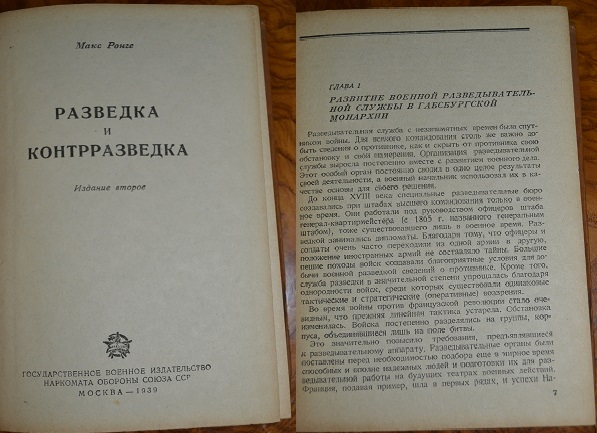 Макс Ронге
РАЗВЕДКА
И
КОНТРРАЗВЕДКА
Издание второе
ГОСУДАРСТВЕННОЕ ВОЕННОЕ ИЗДАТЕЛЬСТВО
НАРКОМАТА ОБОРОНЫ СОЮЗА ССР
МОСКВА — 1939
ГЛАВА 1
РАЗВИТИЕ ВОЕННОЙ РАЗВЕДЫВАТЕЛЬ-
НОЙ СЛУЖБЫ В ГАБСБУРГСКОЙ
МОНАРХИИ
Разведывательная служба с незапамятных времен была спут-
ником войны. Для всякого командования столь же важно до-
быть сведения о противнике, как и скрыть от противника свою
обстановку и свои намерения. Организация разведывательной
службы выросла постепенно вместе с развитием военного дела.
Этот особый орган постоянно сводил в одно целое результаты
своей деятельности, а военный начальник использовал их в ка-
честве основы для своего решения.
До конца XVIII века специальные разведывательные бюро
создавались при штабах высшего командования только в воен-
ное время. Они работали под руководством офицеров штаба
генерал-квартирмейстера (с 1865 г. названного генеральным
штабом), тоже существовавшего лишь в военное время. Раз-
ведкой занимались дипломаты. Благодаря тому, что офицеры и
солдаты очень часто переходили из одной армии в другую,
положение иностранных армий не составляло тайны. Большие
пешие походы войск создавали благоприятные условия для до-
бычи военной разведкой сведений о противнике. Кроме того,
служба разведки в значительной степени упрощалась благодаря
однородности войск, среди которых существовали одинаковые
тактические и стратегические (оперативные) воззрения.
Во время войны против французской революции стало оче-
видным, что прежняя линейная тактика устарела. Обстановка
изменилась. Войска постепенно разделились на группы, кор-
пуса, объединявшиеся лишь на поле битвы.
Это значительно повысило требования, предъявлявшиеся
к разведывательному аппарату. Разведывательные органы были
поставлены перед необходимостью подбора еще в мирное время
способных и вполне надежных людей и подготовки их для раз-
ведывательной работы на будущих театрах военных действий.
Франция, подавая пример, шла в первых рядах, и успехи На-
7